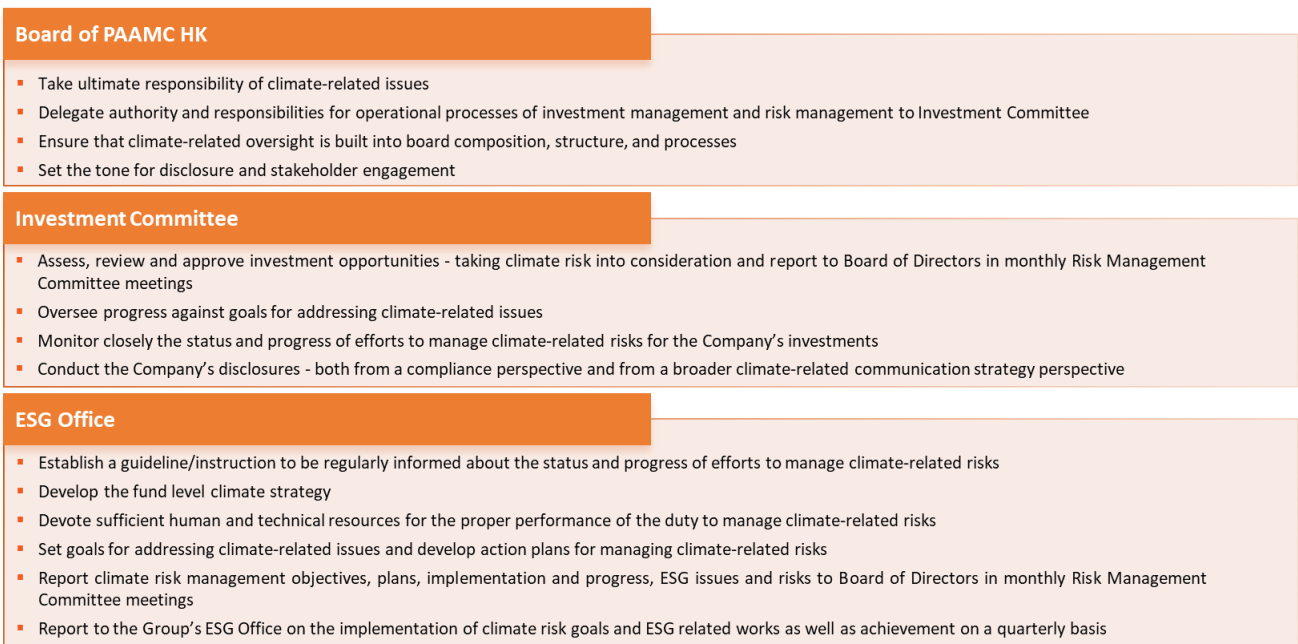 Board of PAAMC HK
▪ Take ultimate responsibility of climate-related issues
▪ Delegate authority and responsibilities for operational processes of investment management and risk management to Investment Committee
▪ Ensure that climate-related oversight is built into board composition, structure, and processes
▪ Set the tone for disclosure and stakeholder engagement
Investment Committee
▪ Assess, review and approve investment opportunities - taking climate risk into consideration and report to Board of Directors in monthly Risk Management
Committee meetings
▪ Oversee progress against goals for addressing climate-related issues
▪ Monitor closely the status and progress of efforts to manage climate-related risks for the Company's investments
▪ Conduct the Company's disclosures - both from a compliance perspective and from a broader climate-related communication strategy perspective
ESG Office
▪ Establish a guideline/instruction to be regularly informed about the status and progress of efforts to manage climate-related risks
▪ Develop the fund level climate strategy
▪ Devote sufficient human and technical resources for the proper performance of the duty to manage climate-related risks
▪ Set goals for addressing climate-related issues and develop action plans for managing climate-related risks
▪ Report climate risk management objectives, plans, implementation and progress, ESG issues and risks to Board of Directors in monthly Risk Management
Committee meetings
▪ Report to the Group's ESG Office on the implementation of climate risk goals and ESG related works as well as achievement on a quarterly basis